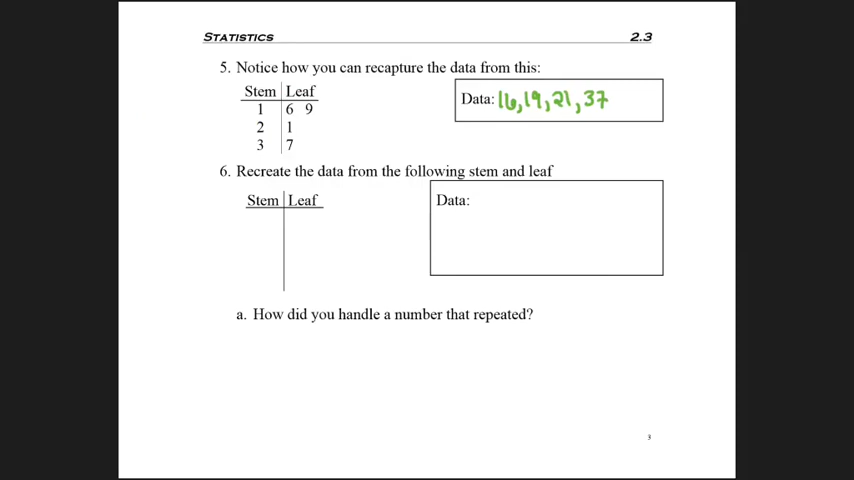 STATISTICS 2.3
5. Notice how you can recapture the data from this:
Stem Leaf
1 6 9
2 1
3 7
Data: 16, 19, 21, 37
6. Recreate the data from the following stem and leaf
Stem Leaf
Data:
a. How did you handle a number that repeated?
3